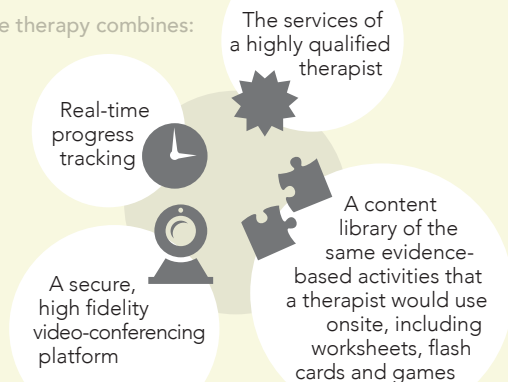 e therapy combines:
The services of
a highly qualified
therapist
Real-time
progress
tracking
A content
library of the
same evidence-
based activities that
a therapist would use
onsite, including
worksheets, flash
cards and games
A secure,
high fidelity
video-conferencing
platform